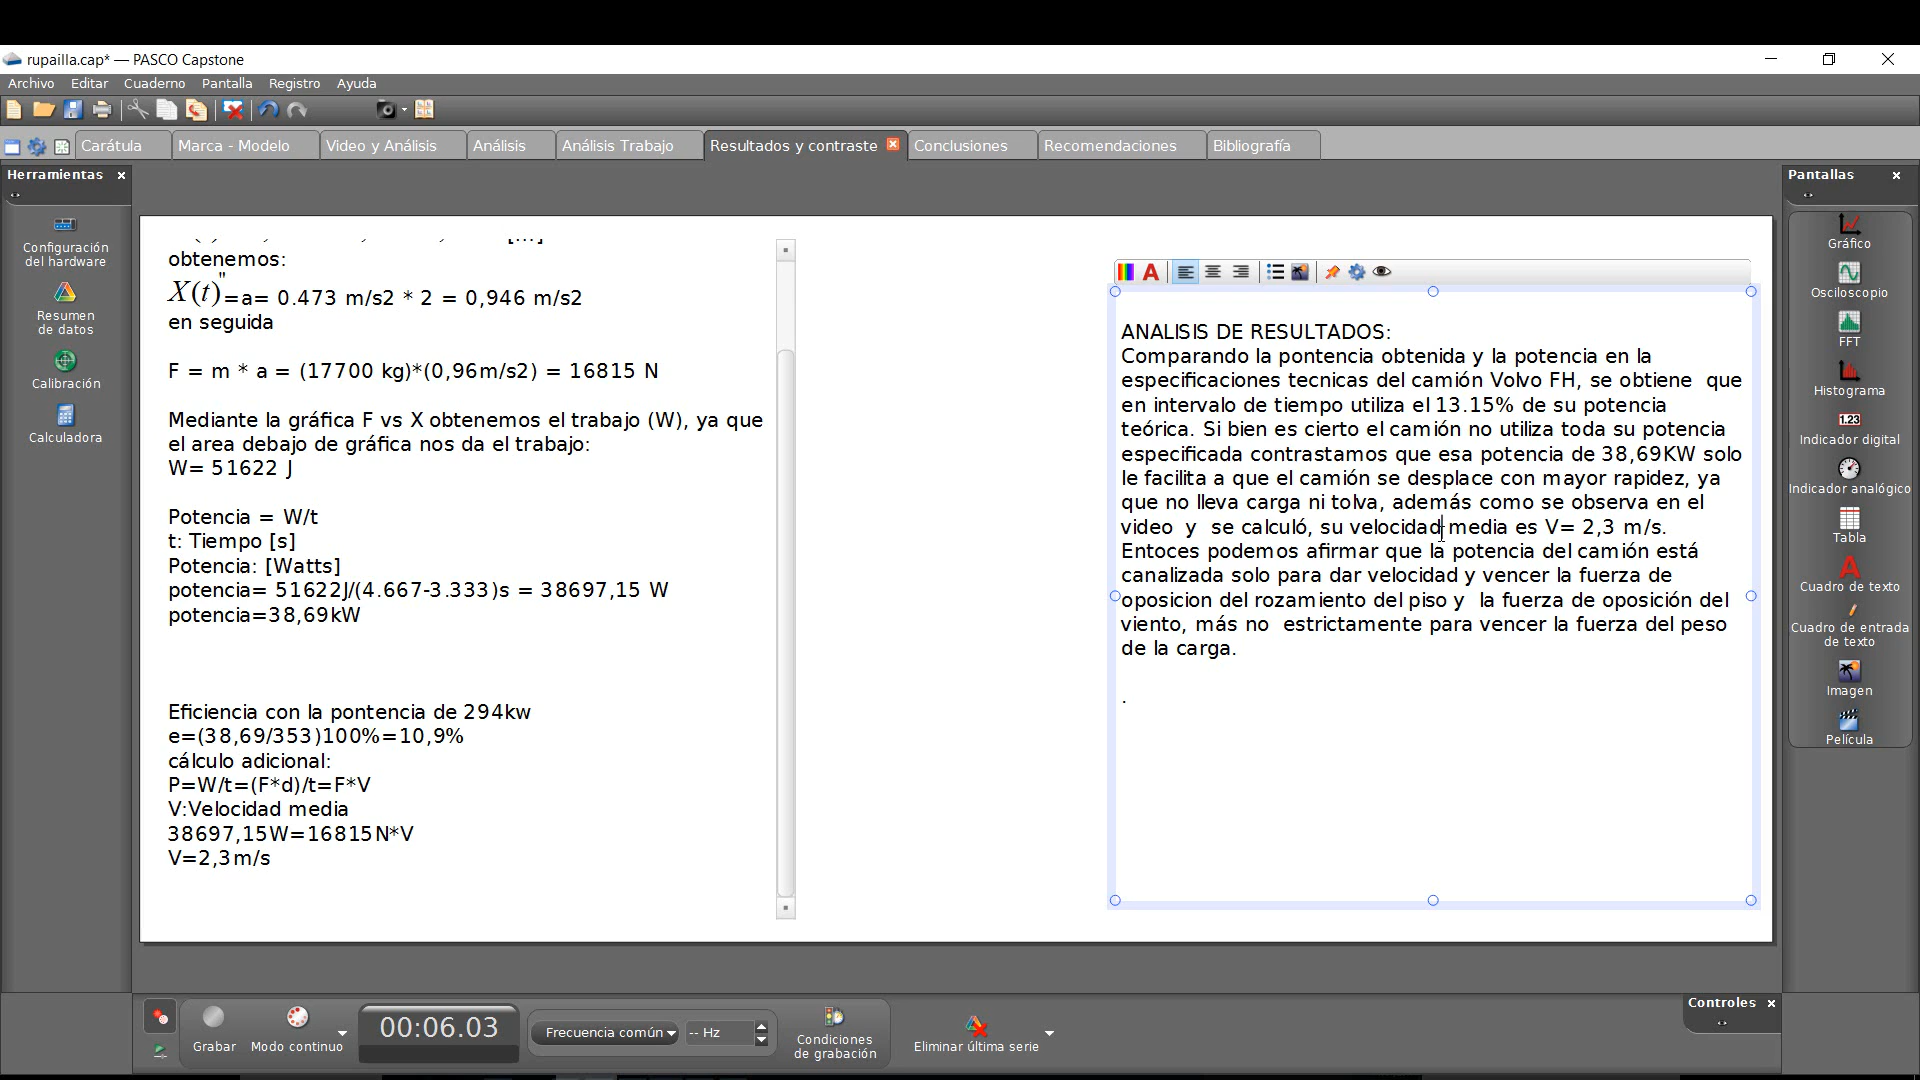 rupailla.cap* — PASCO Capstone
Archivo Editar Cuaderno Pantalla Registro Ayuda
Carátula Marca - Modelo Video y Análisis Análisis Análisis Trabajo Resultados y contraste Conclusiones Recomendaciones Bibliografía
Herramientas
Configuración
del hardware
Resumen
de datos
Calibración
Calculadora
obtenemos:
X(t)"=a= 0.473 m/s2 * 2 = 0,946 m/s2
en seguida
F = m * a = (17700 kg)*(0,96m/s2) = 16815 N
Mediante la gráfica F vs X obtenemos el trabajo (W), ya que
el area debajo de gráfica nos da el trabajo:
W= 51622 J
Potencia = W/t
t: Tiempo [s]
Potencia: [Watts]
potencia= 51622J/(4.667-3.333)s = 38697,15 W
potencia=38,69kW
Eficiencia con la pontencia de 294kw
e=(38,69/353)100%=10,9%
cálculo adicional:
P=W/t=(F*d)/t=F*V
V:Velocidad media
38697,15W=16815N*V
V=2,3m/s
ANALISIS DE RESULTADOS:
Comparando la pontencia obtenida y la potencia en la
especificaciones tecnicas del camión Volvo FH, se obtiene  que
en intervalo de tiempo utiliza el 13.15% de su potencia
teórica. Si bien es cierto el camión no utiliza toda su potencia
especificada contrastamos que esa potencia de 38,69KW solo
le facilita a que el camión se desplace con mayor rapidez, ya
que no lleva carga ni tolva, además como se observa en el
video  y  se calculó, su velocidad media es V= 2,3 m/s.
Entoces podemos afirmar que la potencia del camión está
canalizada solo para dar velocidad y vencer la fuerza de
oposicion del rozamiento del piso y  la fuerza de oposición del
viento, más no  estrictamente para vencer la fuerza del peso
de la carga.
.
Pantallas
Gráfico
Osciloscopio
FFT
Histograma
1.23
Indicador digital
Indicador analógico
Tabla
Cuadro de texto
Cuadro de entrada
de texto
Imagen
Película
Grabar
Modo continuo
00:06.03
Frecuencia común
-- Hz
Condiciones
de grabación
Eliminar última serie
Controles